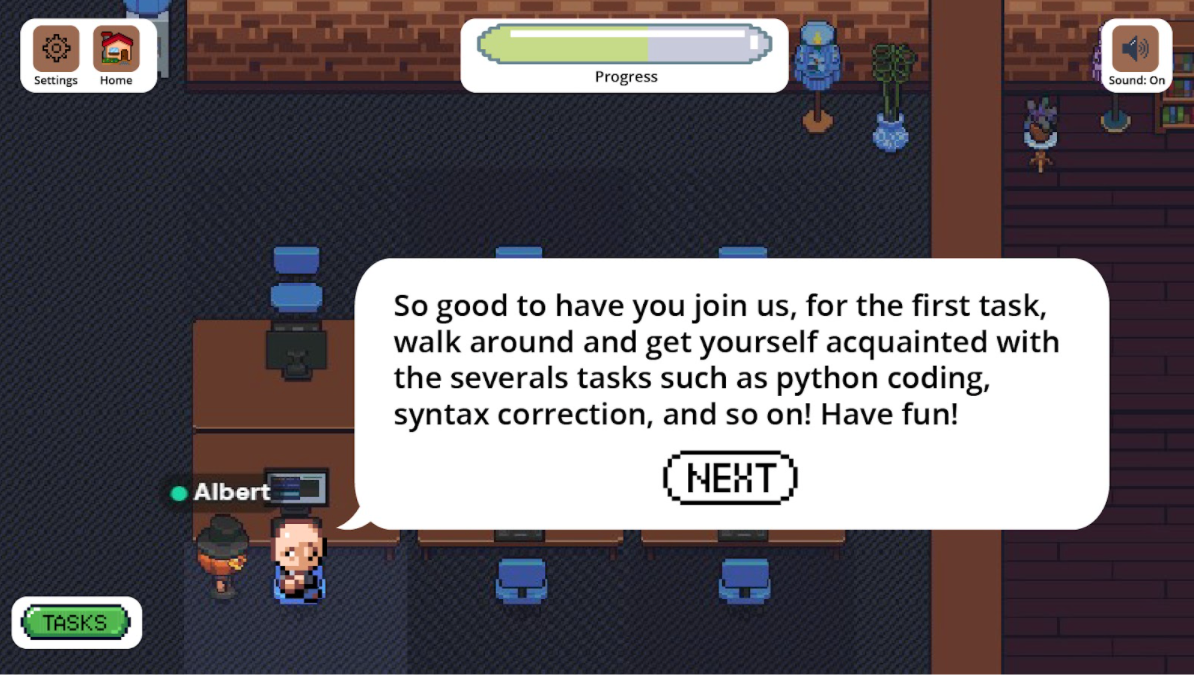 Settings
Home
Progress
Sound: On
So good to have you join us, for the first task,
walk around and get yourself acquainted with
the severals tasks such as python coding,
syntax correction, and so on! Have fun!
NEXT
Albert
TASKS